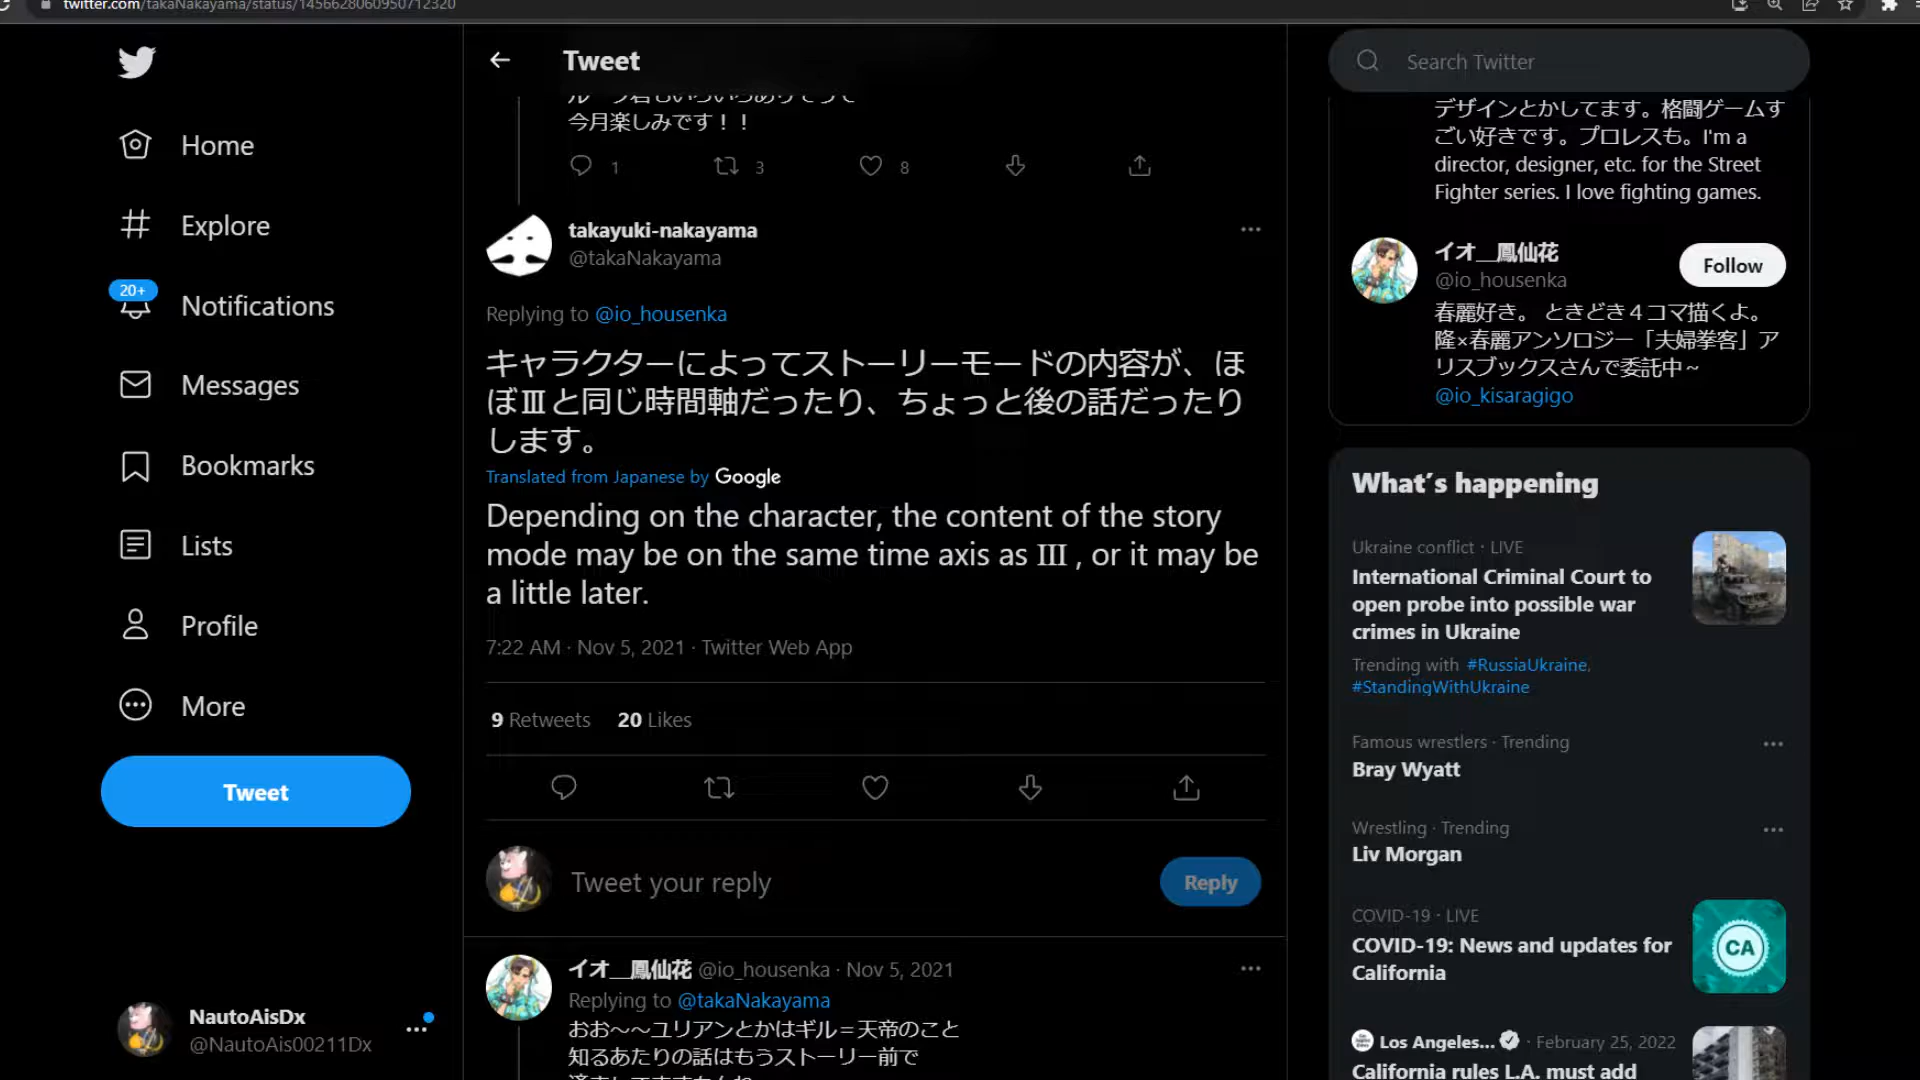 twitter.com/takaNakayama/status/1456628060950712320
Home
Explore
20+
Notifications
Messages
Bookmarks
Lists
Profile
More
Tweet
NautoAisDx
@NautoAis00211Dx
Tweet
今月楽しみです！！
1
3
8
takayuki-nakayama
@takaNakayama
Replying to @io_housenka
キャラクターによってストーリーモードの内容が、ほ
ぼⅢと同じ時間軸だったり、ちょっと後の話だったり
します。
Translated from Japanese by Google
Depending on the character, the content of the story
mode may be on the same time axis as Ⅲ , or it may be
a little later.
7:22 AM · Nov 5, 2021 · Twitter Web App
9 Retweets 20 Likes
Tweet your reply
Reply
イオ＿鳳仙花 @io_housenka · Nov 5, 2021
Replying to @takaNakayama
おお〜〜ユリアンとかはギル＝天帝のこと
知るあたりの話はもうストーリー前で
Search Twitter
デザインとかしてます。格闘ゲームす
ごい好きです。プロレスも。I'm a
director, designer, etc. for the Street
Fighter series. I love fighting games.
イオ＿鳳仙花
@io_housenka
Follow
春麗好き。 ときどき４コマ描くよ。
隆×春麗アンソロジー「夫婦拳客」ア
リスブックスさんで委託中～
@io_kisaragigo
What's happening
Ukraine conflict · LIVE
International Criminal Court to
open probe into possible war
crimes in Ukraine
Trending with #RussiaUkraine,
#StandingWithUkraine
Famous wrestlers · Trending
Bray Wyatt
Wrestling · Trending
Liv Morgan
COVID-19 · LIVE
COVID-19: News and updates for
California
CA
Los Angeles... · February 25, 2022
California rules L.A. must add